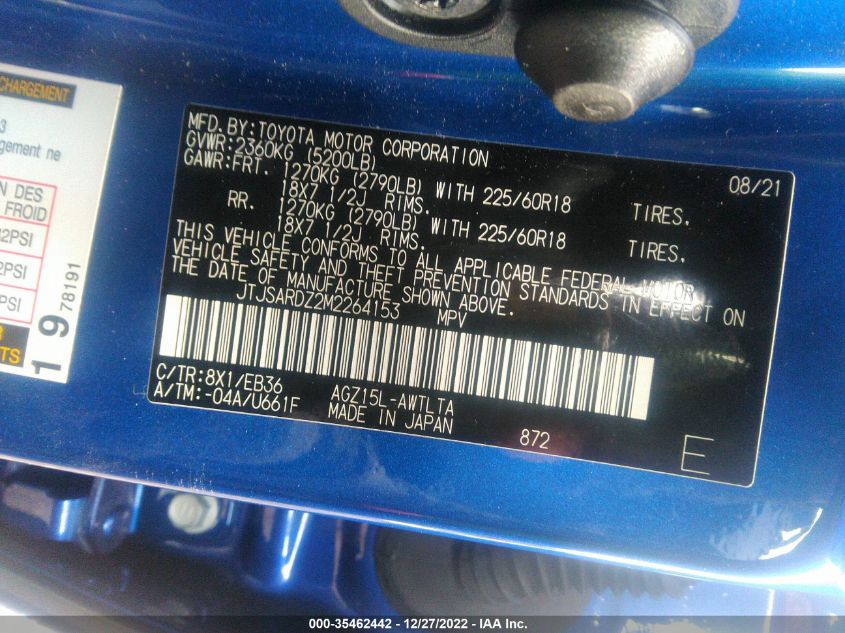 CHARGEMENT
3
gement ne
N DES
FROID
2PSI
2PSI
PSI
R
TS
1 9 78191
MFD. BY: TOYOTA MOTOR CORPORATION 08/21
GVWR: 2360KG (5200LB)
GAWR: FRT. 1270KG (2790LB) WITH 225/60R18 TIRES.
18X7 1/2J RIMS.
RR. 1270KG (2790LB) WITH 225/60R18 TIRES.
18X7 1/2J RIMS.
THIS VEHICLE CONFORMS TO ALL APPLICABLE FEDERAL MOTOR
VEHICLE SAFETY AND THEFT PREVENTION STANDARDS IN EFFECT ON
THE DATE OF MANUFACTURE SHOWN ABOVE.
JTJSARDZ2M2264153 MPV
C/TR: 8X1/EB36 AGZ15L-AWTLTA
A/TM: -04A/U661F MADE IN JAPAN 872 E
000-35462442 - 12/27/2022 - IAA Inc.